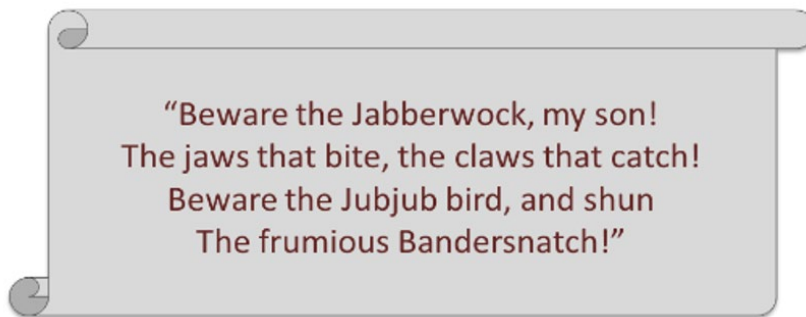 “Beware the Jabberwock, my son!
The jaws that bite, the claws that catch!
Beware the Jubjub bird, and shun
The frumious Bandersnatch!”